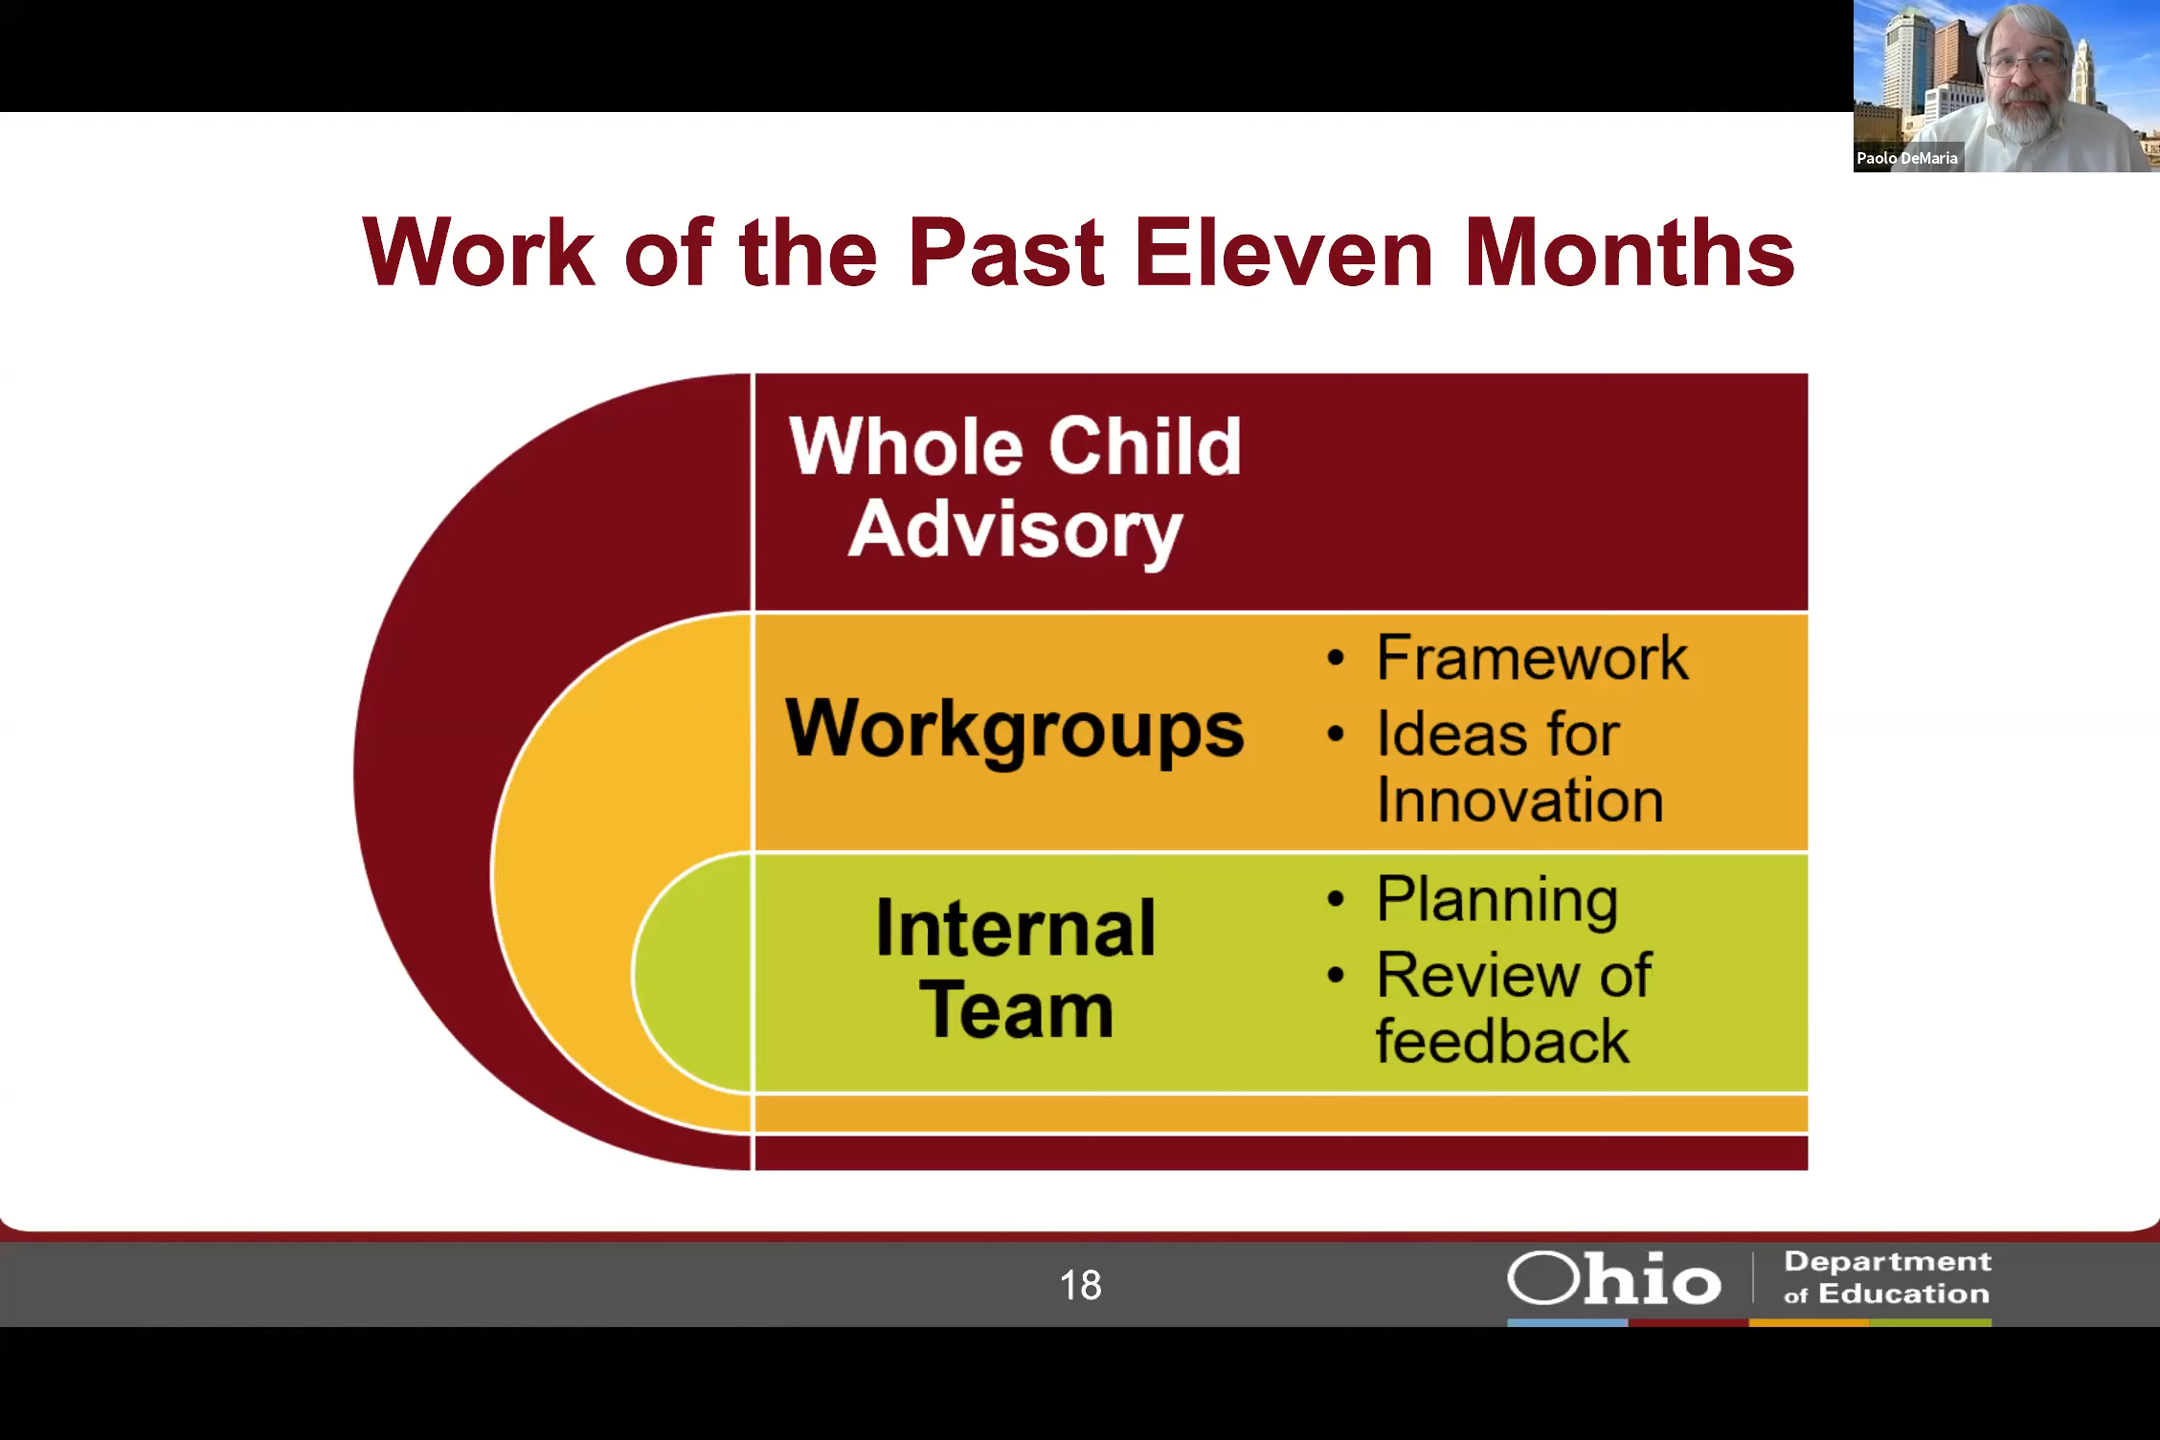 Paolo DeMaria
Work of the Past Eleven Months
Whole Child
Advisory
Workgroups
• Framework
• Ideas for
Innovation
Internal
Team
• Planning
• Review of
feedback
18
Ohio
Department
of Education